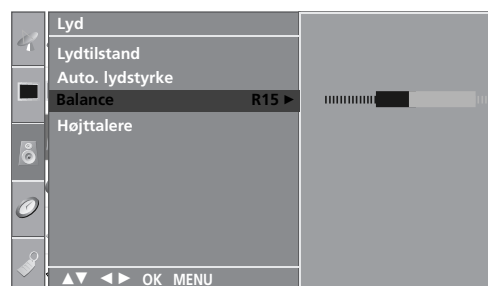 Lyd
Lydtilstand
Auto. lydstyrke
Balance R15 ►
Højttalere
▲▼ ◄► OK MENU